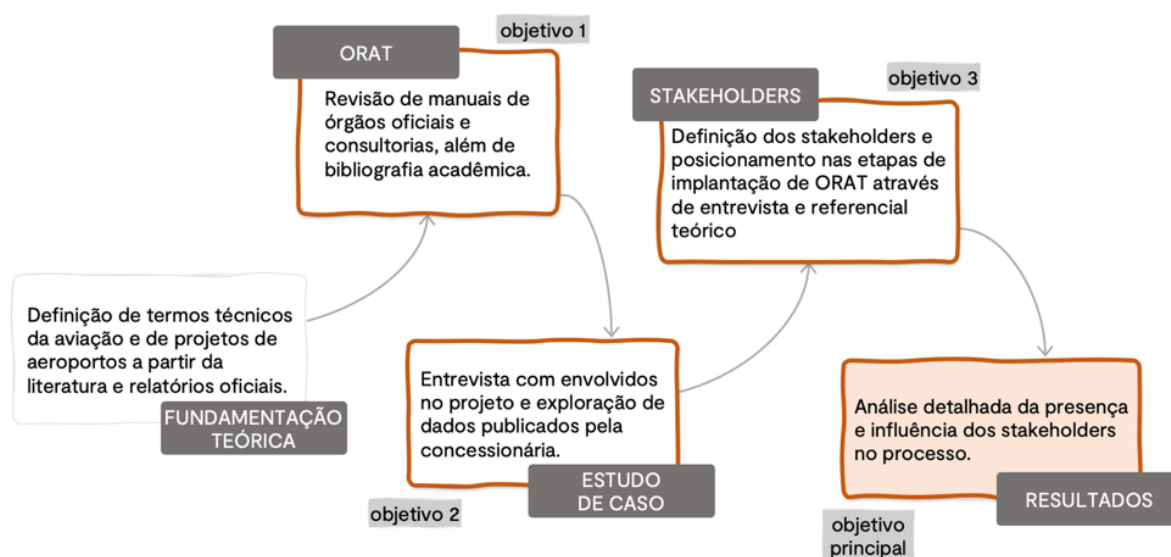 Definição de termos técnicos
da aviação e de projetos de
aeroportos a partir da
literatura e relatórios oficiais.
FUNDAMENTAÇÃO
TEÓRICA
objetivo 1
ORAT
Revisão de manuais de
órgãos oficiais e
consultorias, além de
bibliografia acadêmica.
Entrevista com envolvidos
no projeto e exploração de
dados publicados pela
concessionária.
ESTUDO
DE CASO
objetivo 2
objetivo 3
STAKEHOLDERS
Definição dos stakeholders e
posicionamento nas etapas de
implantação de ORAT através
de entrevista e referencial
teórico
Análise detalhada da presença
e influência dos stakeholders
no processo.
RESULTADOS
objetivo
principal